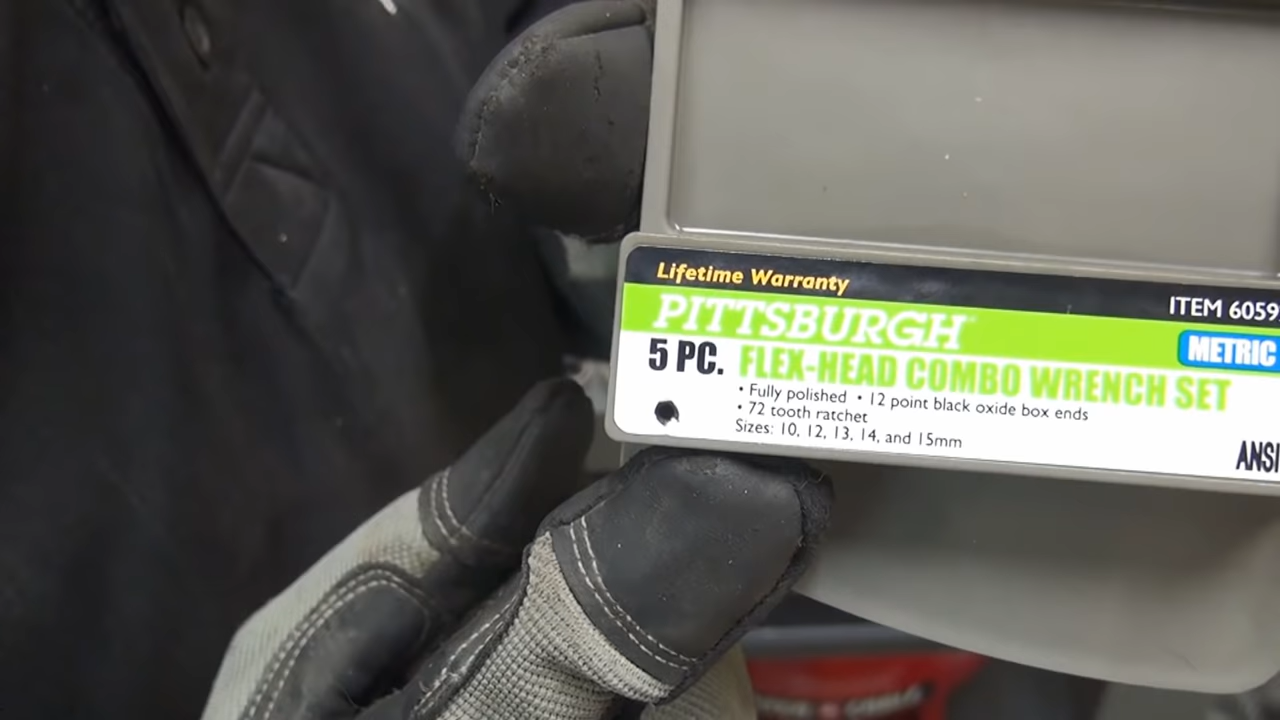 Lifetime Warranty
ITEM 6059
PITTSBURGH
METRIC
5 PC. FLEX-HEAD COMBO WRENCH SET
• Fully polished • 12 point black oxide box ends
• 72 tooth ratchet
Sizes: 10, 12, 13, 14, and 15mm
ANSI